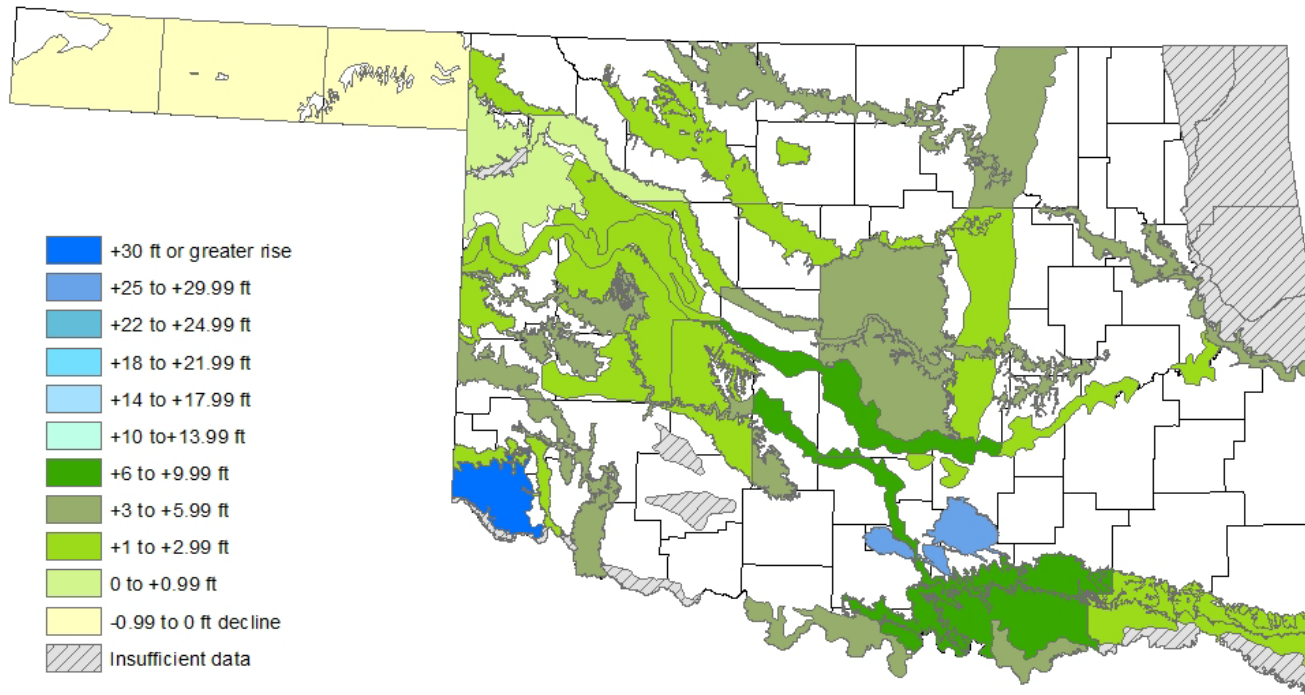 +30 ft or greater rise
+25 to +29.99 ft
+22 to +24.99 ft
+18 to +21.99 ft
+14 to +17.99 ft
+10 to+13.99 ft
+6 to +9.99 ft
+3 to +5.99 ft
+1 to +2.99 ft
0 to +0.99 ft
-0.99 to 0 ft decline
Insufficient data